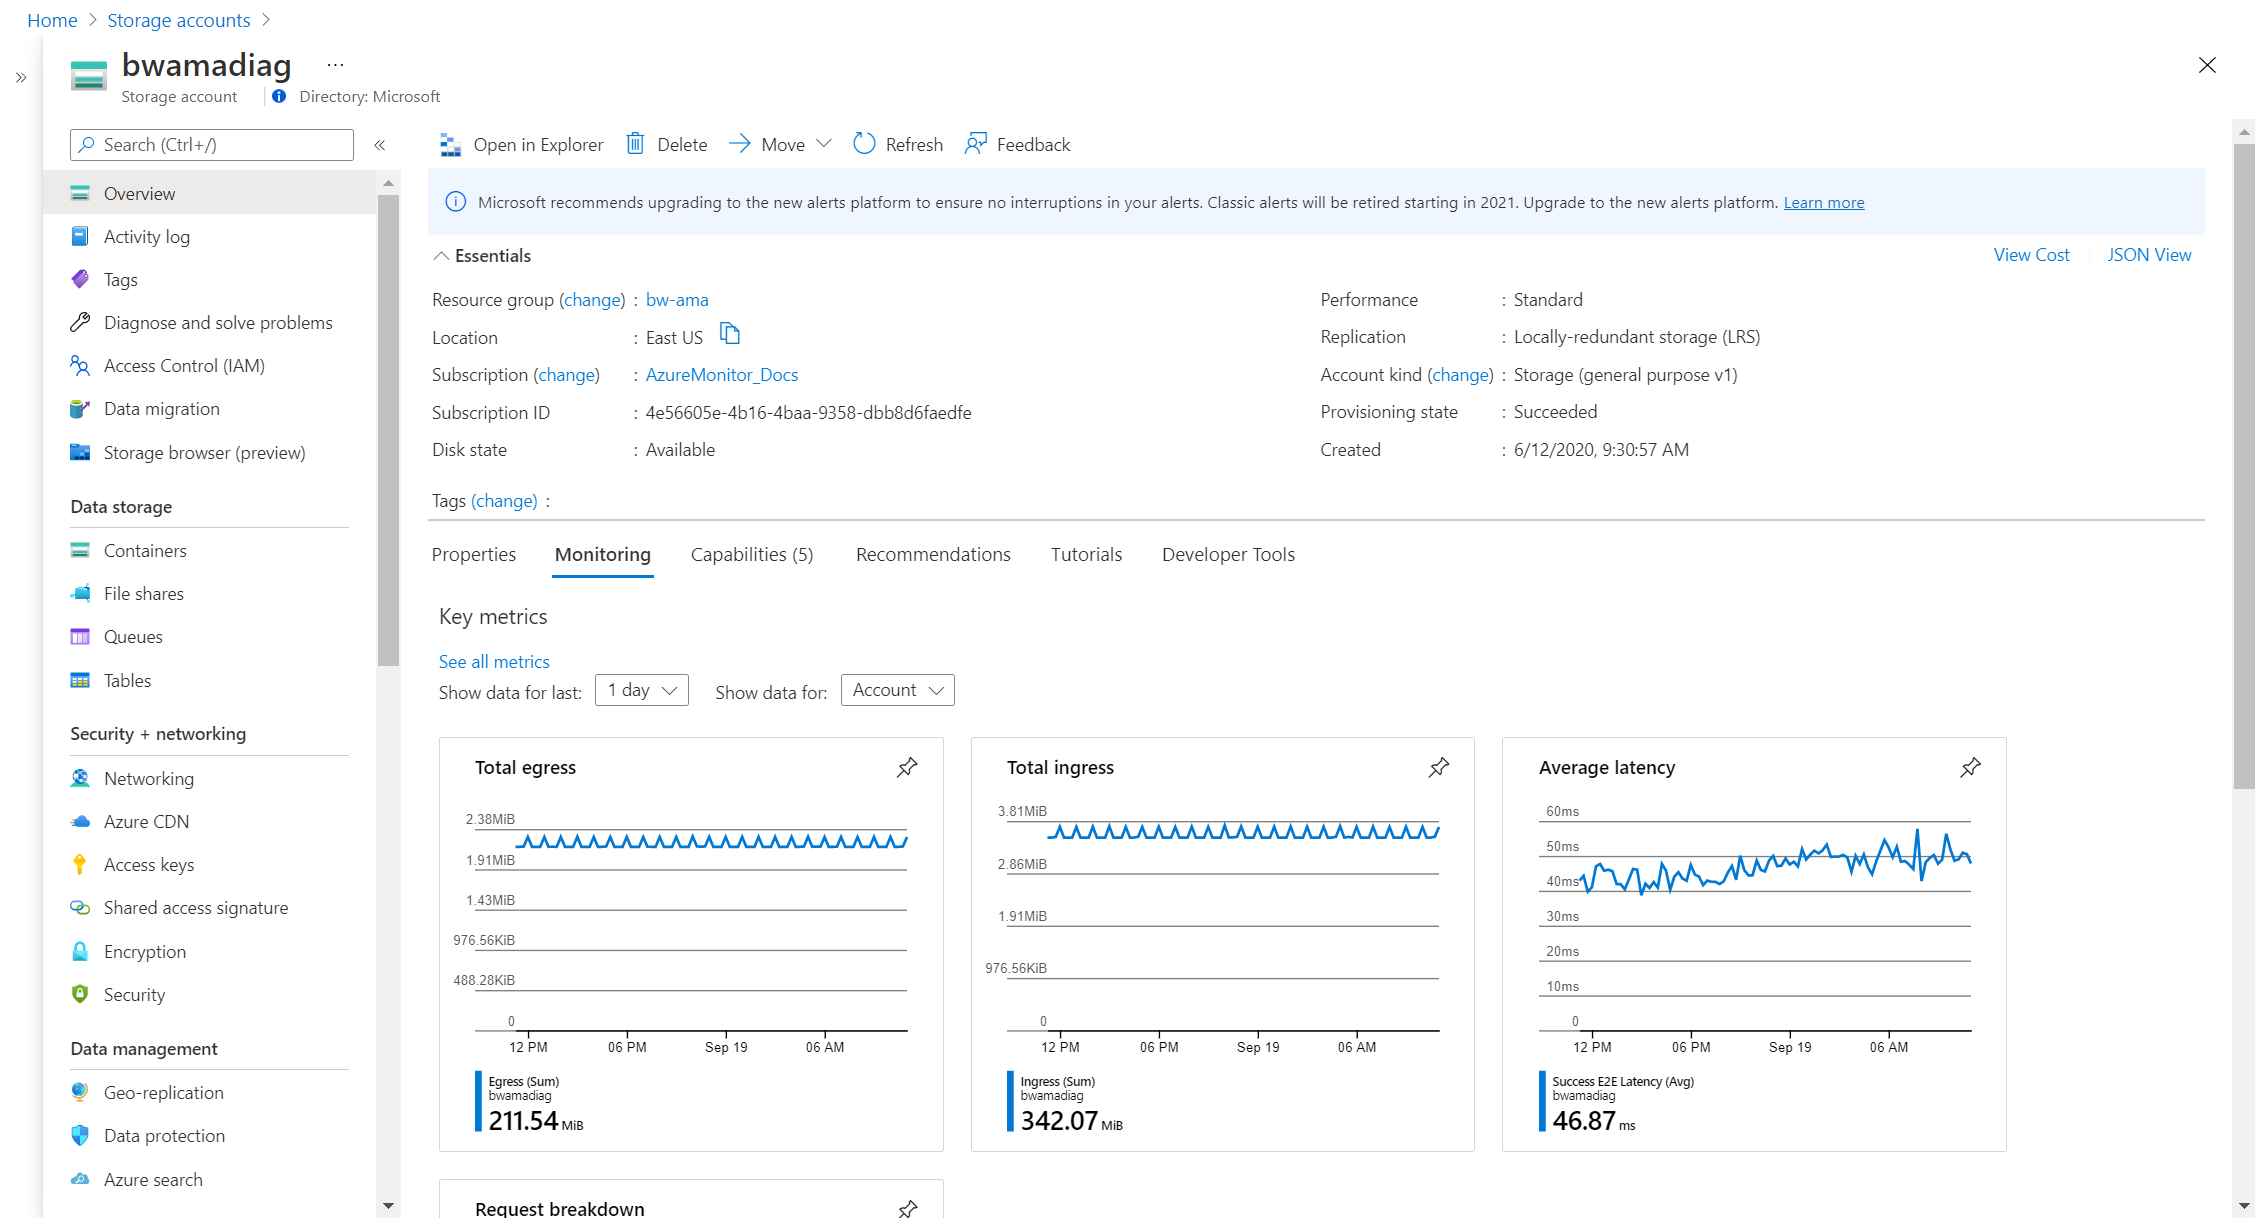 Home > Storage accounts >
bwamadiag ...
Storage account | Directory: Microsoft
Search (Ctrl+/)
Overview
Activity log
Tags
Diagnose and solve problems
Access Control (IAM)
Data migration
Storage browser (preview)
Data storage
Containers
File shares
Queues
Tables
Security + networking
Networking
Azure CDN
Access keys
Shared access signature
Encryption
Security
Data management
Geo-replication
Data protection
Azure search
Open in Explorer Delete Move Refresh Feedback
Microsoft recommends upgrading to the new alerts platform to ensure no interruptions in your alerts. Classic alerts will be retired starting in 2021. Upgrade to the new alerts platform. Learn more
Essentials
View Cost JSON View
Resource group (change) : bw-ama
Location : East US
Subscription (change) : AzureMonitor_Docs
Subscription ID : 4e56605e-4b16-4baa-9358-dbb8d6faedfe
Disk state : Available
Performance : Standard
Replication : Locally-redundant storage (LRS)
Account kind (change) : Storage (general purpose v1)
Provisioning state : Succeeded
Created : 6/12/2020, 9:30:57 AM
Tags (change) :
Properties Monitoring Capabilities (5) Recommendations Tutorials Developer Tools
Key metrics
See all metrics
Show data for last: 1 day Show data for: Account
Total egress
2.38MiB
1.91MiB
1.43MiB
976.56KiB
488.28KiB
0
12 PM 06 PM Sep 19 06 AM
Egress (Sum)
bwamadiag
211.54 MiB
Total ingress
3.81MiB
2.86MiB
1.91MiB
976.56KiB
0
12 PM 06 PM Sep 19 06 AM
Ingress (Sum)
bwamadiag
342.07 MiB
Average latency
60ms
50ms
40ms
30ms
20ms
10ms
0
12 PM 06 PM Sep 19 06 AM
Success E2E Latency (Avg)
bwamadiag
46.87 ms
Request breakdown